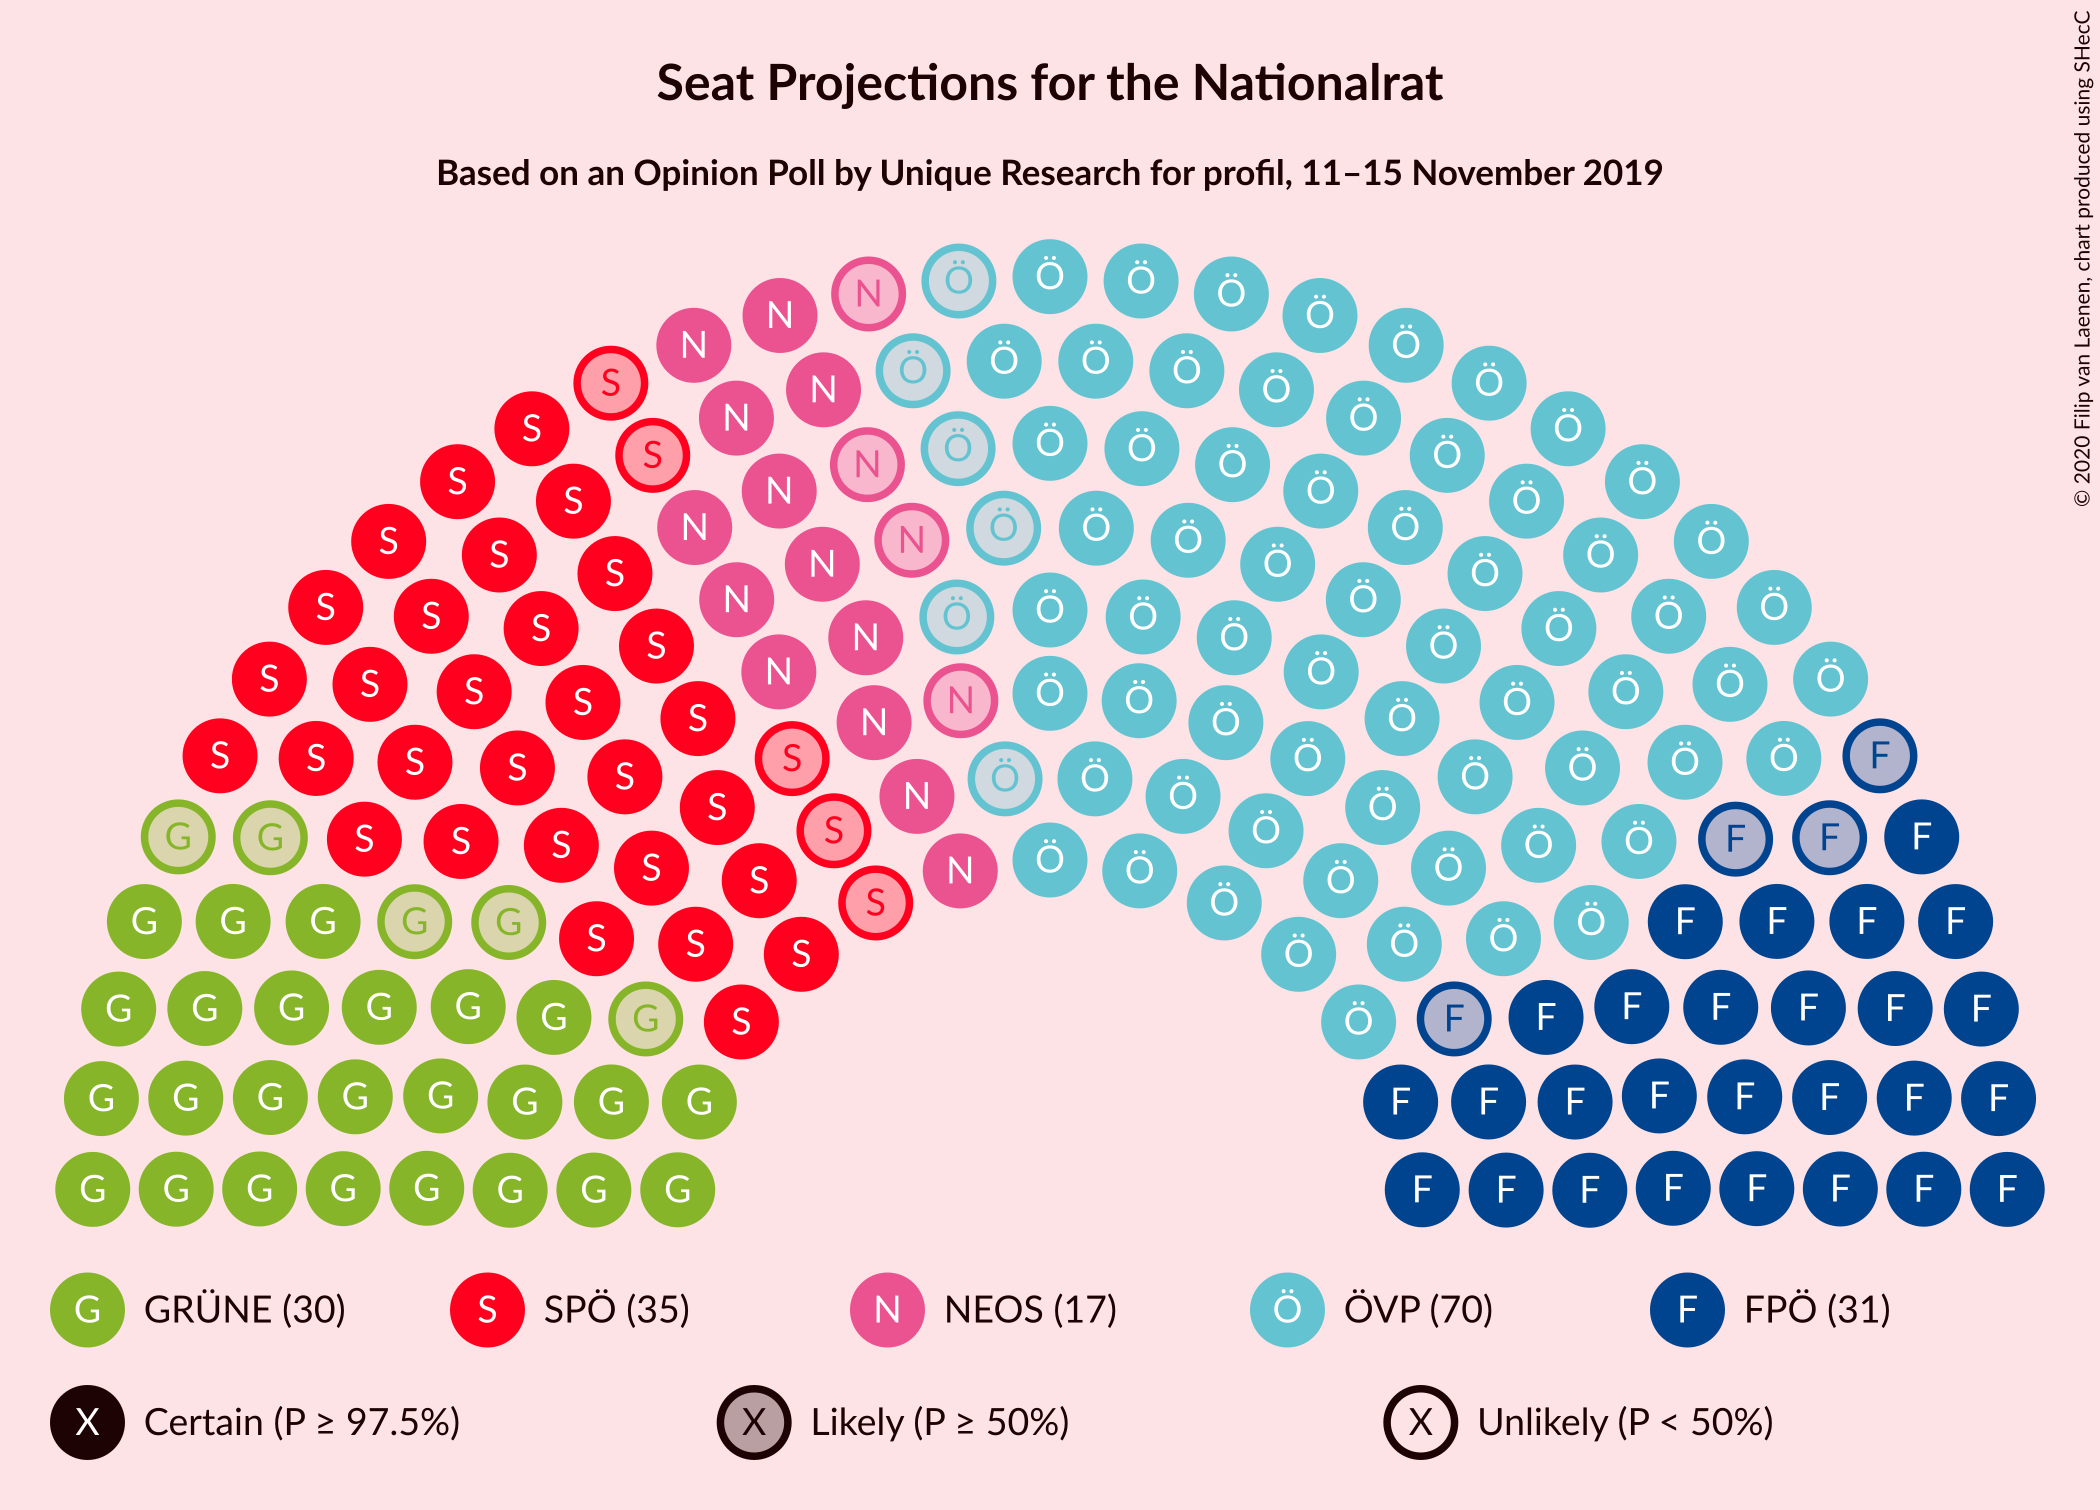 Seat Projections for the Nationalrat
Based on an Opinion Poll by Unique Research for profil, 11–15 November 2019
© 2020 Filip van Laenen, chart produced using SHecC
N Ö Ö Ö Ö Ö
N N Ö Ö
S N N Ö Ö Ö Ö Ö Ö Ö
S S N N Ö Ö Ö Ö Ö Ö Ö
S S N N Ö Ö Ö Ö Ö Ö
S S N N Ö Ö Ö Ö Ö Ö
S S S N N Ö Ö Ö Ö Ö Ö Ö
S S S S N Ö Ö Ö Ö Ö Ö Ö
S S S S S N N Ö Ö Ö Ö Ö Ö Ö Ö Ö
S S S S S S N Ö Ö Ö Ö Ö Ö Ö Ö Ö F
G G S S S S S N Ö Ö Ö Ö Ö Ö Ö F F F
G G G G G S S S S Ö Ö Ö Ö Ö Ö F F F F
G G G G G G G S Ö F F F F F F F
G G G G G G G G F F F F F F F F
G G G G G G G G F F F F F F F F
G GRÜNE (30) S SPÖ (35) N NEOS (17) Ö ÖVP (70) F FPÖ (31)
X Certain (P ≥ 97.5%) X Likely (P ≥ 50%) X Unlikely (P < 50%)